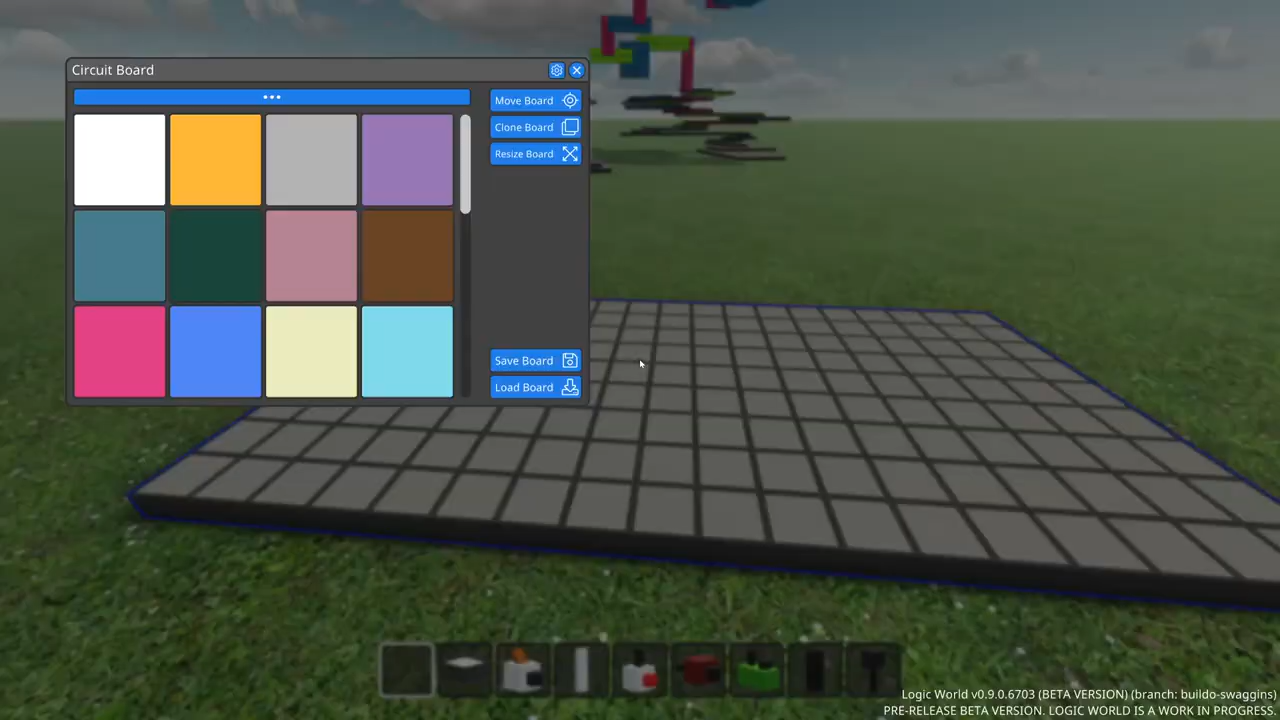 Circuit Board
Move Board
Clone Board
Resize Board
Save Board
Load Board
Logic World v0.9.0.6703 (BETA VERSION) (branch: buildo-swaggins)
PRE-RELEASE BETA VERSION. LOGIC WORLD IS A WORK IN PROGRESS.